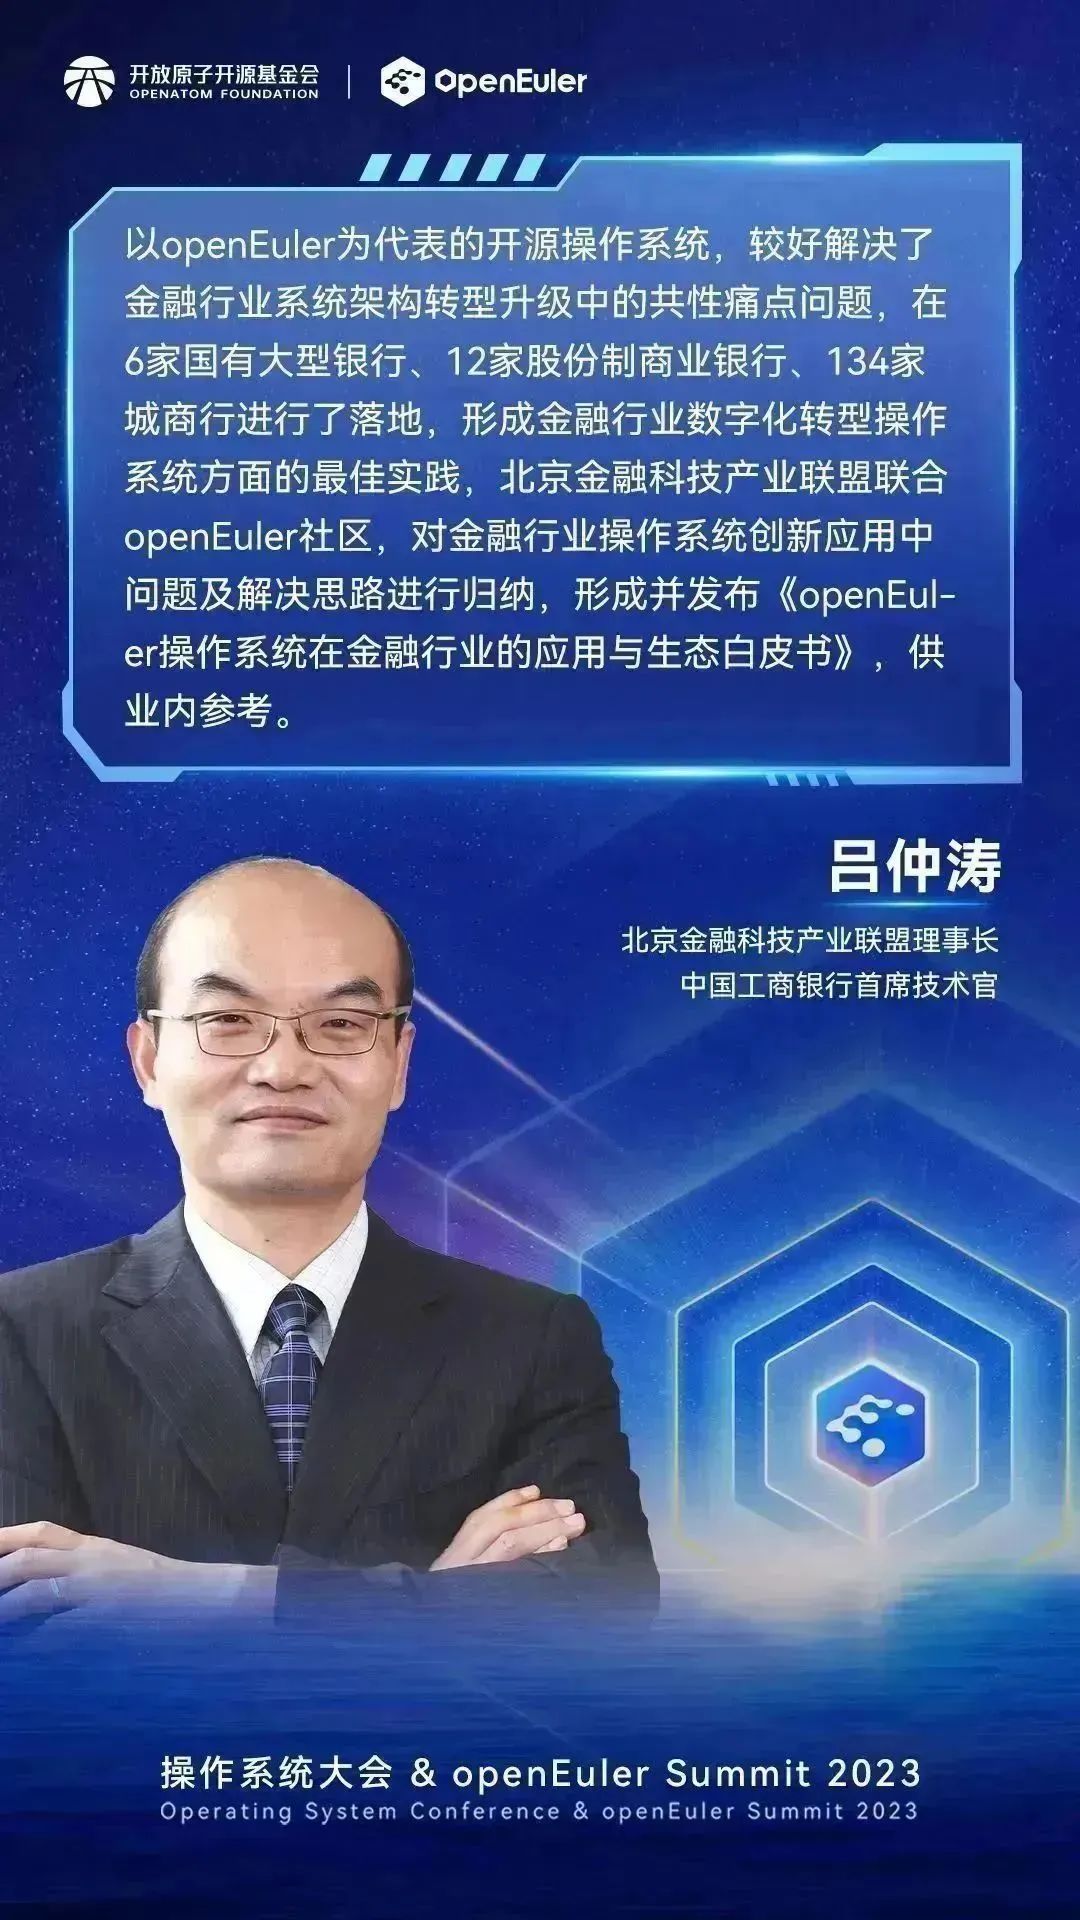 开放原子开源基金会
OPENATOM FOUNDATION
OpenEuler
以openEuler为代表的开源操作系统，较好解决了
金融行业系统架构转型升级中的共性痛点问题，在
6家国有大型银行、12家股份制商业银行、134家
城商行进行了落地，形成金融行业数字化转型操作
系统方面的最佳实践，北京金融科技产业联盟联合
openEuler社区，对金融行业操作系统创新应用中
问题及解决思路进行归纳，形成并发布《openEul-
er操作系统在金融行业的应用与生态白皮书》，供
业内参考。
吕仲涛
北京金融科技产业联盟理事长
中国工商银行首席技术官
操作系统大会 & openEuler Summit 2023
Operating System Conference & openEuler Summit 2023